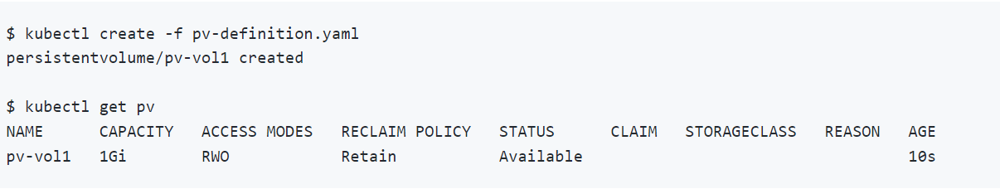 $ kubectl create -f pv-definition.yaml
persistentvolume/pv-vol1 created
$ kubectl get pv
NAME      CAPACITY   ACCESS MODES   RECLAIM POLICY   STATUS      CLAIM   STORAGECLASS   REASON   AGE
pv-vol1   1Gi        RWO            Retain           Available                                   10s